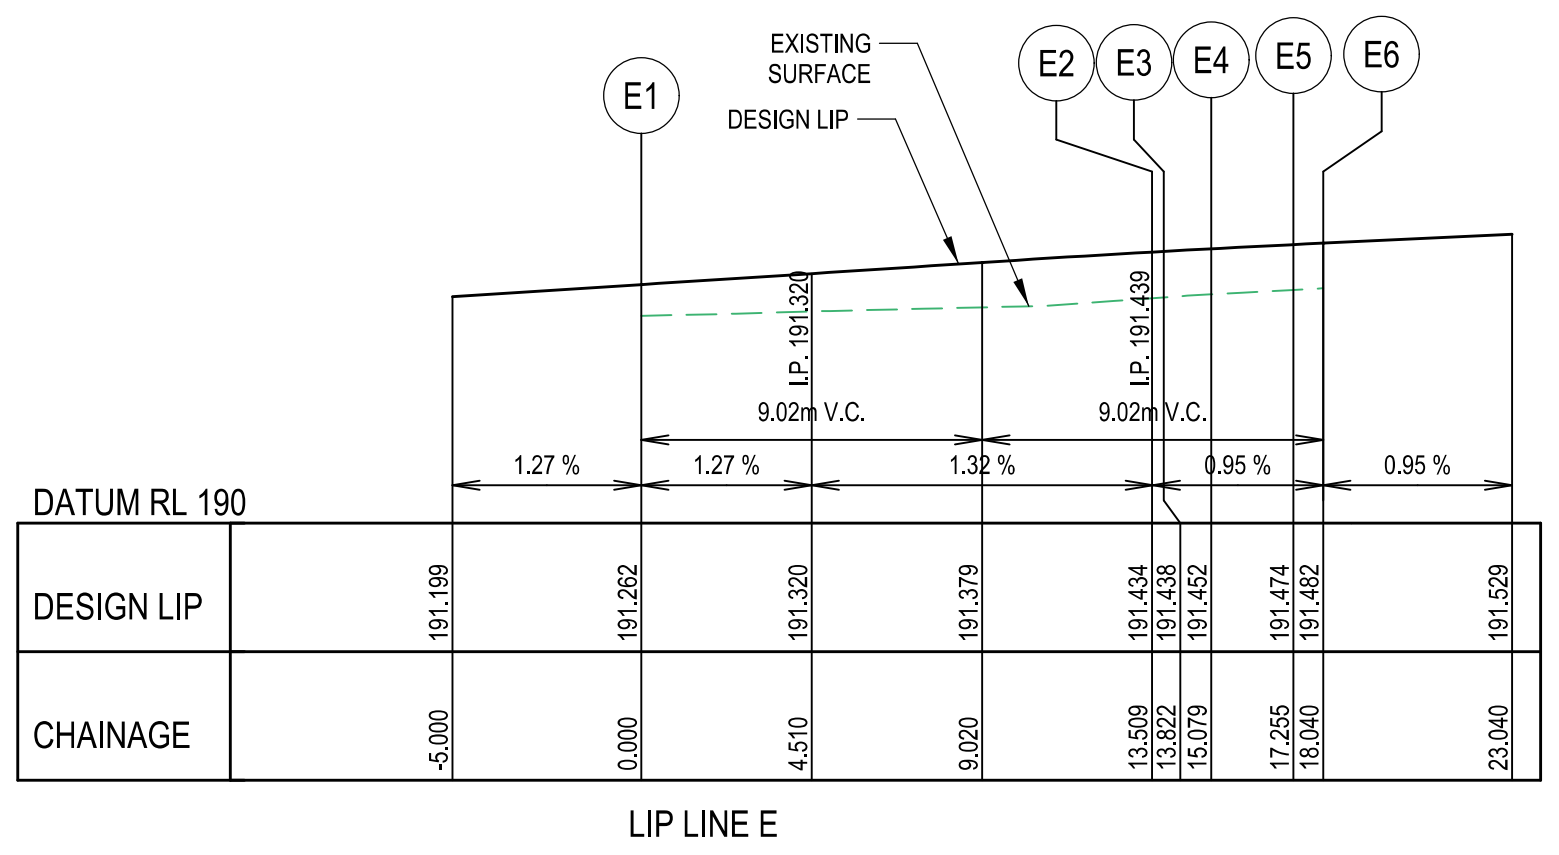 EXISTING
SURFACE
DESIGN LIP
E1
E2
E3
E4
E5
E6
I.P. 191.320
I.P. 191.439
9.02m V.C.
9.02m V.C.
1.27 %
1.27 %
1.32 %
0.95 %
0.95 %
DATUM RL 190
DESIGN LIP
191.199
191.262
191.320
191.379
191.434
191.438
191.452
191.474
191.482
191.529
CHAINAGE
-5.000
0.000
4.510
9.020
13.509
13.822
15.079
17.255
18.040
23.040
LIP LINE E